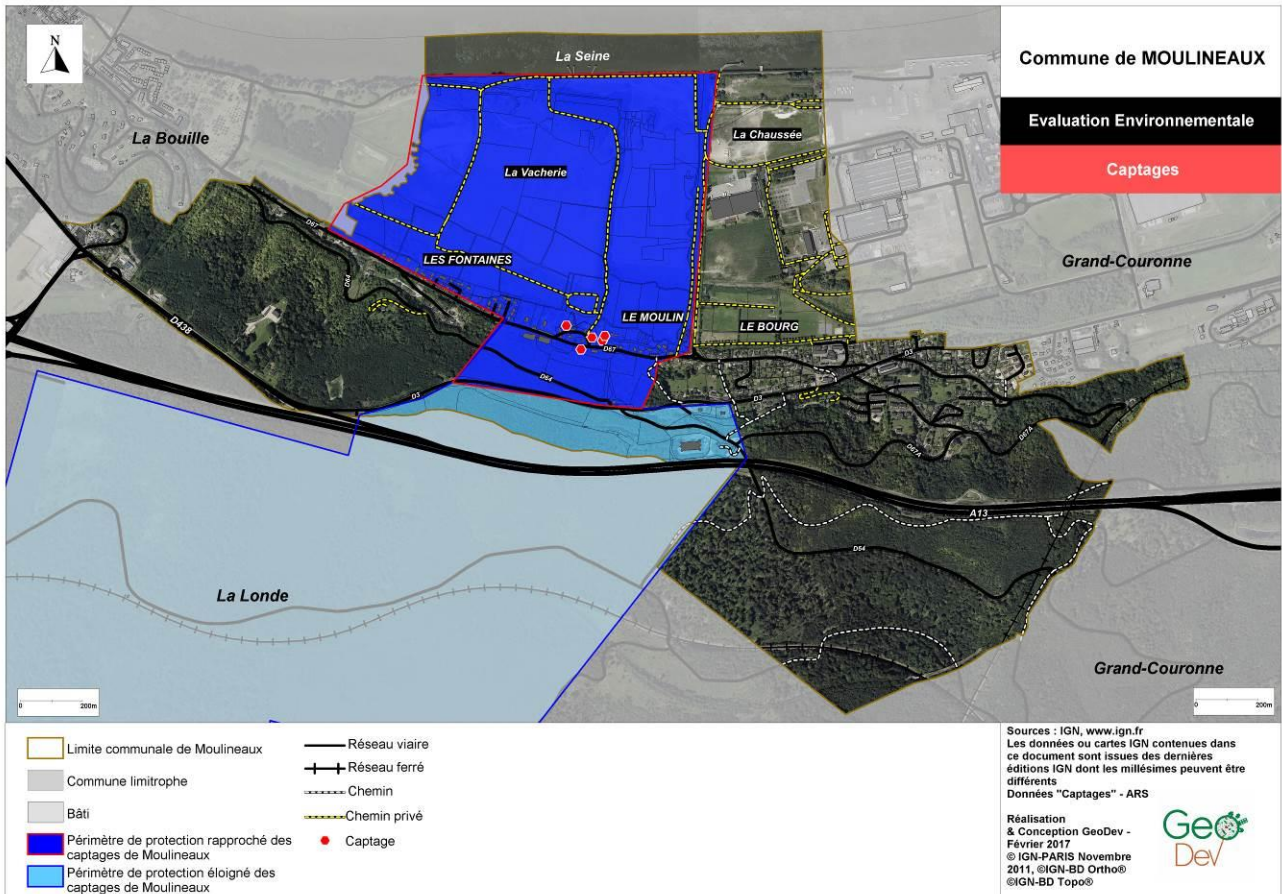 N
La Seine
Commune de MOULINEAUX
Evaluation Environnementale
Captages
La Bouille
La Chaussée
La Vacherie
D67
D64
LES FONTAINES
Grand-Couronne
LE MOULIN
LE BOURG
D438
D67
D3
D64
D3
D3
D67A
D67A
A13
D54
La Londe
Grand-Couronne
0 200m
0 200m
Limite communale de Moulineaux
Commune limitrophe
Bâti
Périmètre de protection rapproché des
captages de Moulineaux
Périmètre de protection éloigné des
captages de Moulineaux
Réseau viaire
Réseau ferré
Chemin
Chemin privé
Captage
Sources : IGN, www.ign.fr
Les données ou cartes IGN contenues dans
ce document sont issues des dernières
éditions IGN dont les millésimes peuvent être
différents
Données "Captages" - ARS
Réalisation
& Conception GeoDev -
Février 2017
© IGN-PARIS Novembre
2011, ©IGN-BD Ortho®
©IGN-BD Topo®
Geo
Dev